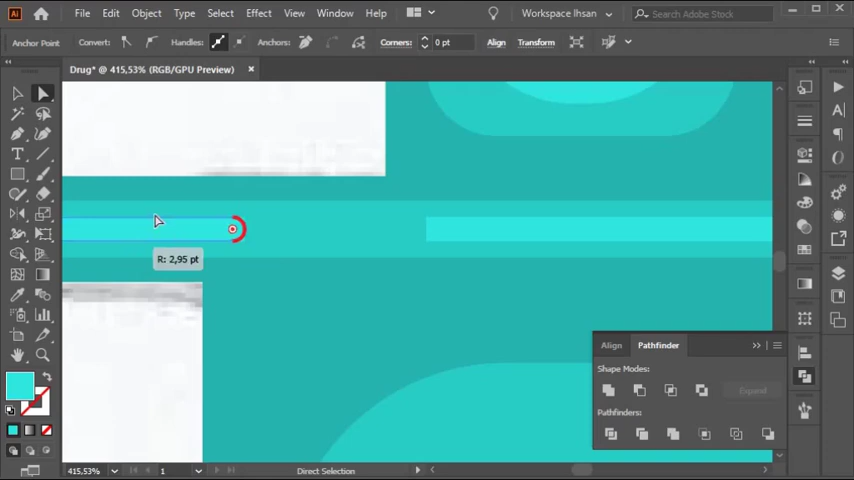 Ai File Edit Object Type Select Effect View Window Help Workspace Ihsan Search Adobe Stock
Anchor Point Convert: Handles: Anchors: Corners: 0 pt Align Transform
Drug* @ 415,53% (RGB/GPU Preview) ×
R: 2,95 pt
Align Pathfinder
Shape Modes:
Expand
Pathfinders:
415,53% 1 Direct Selection